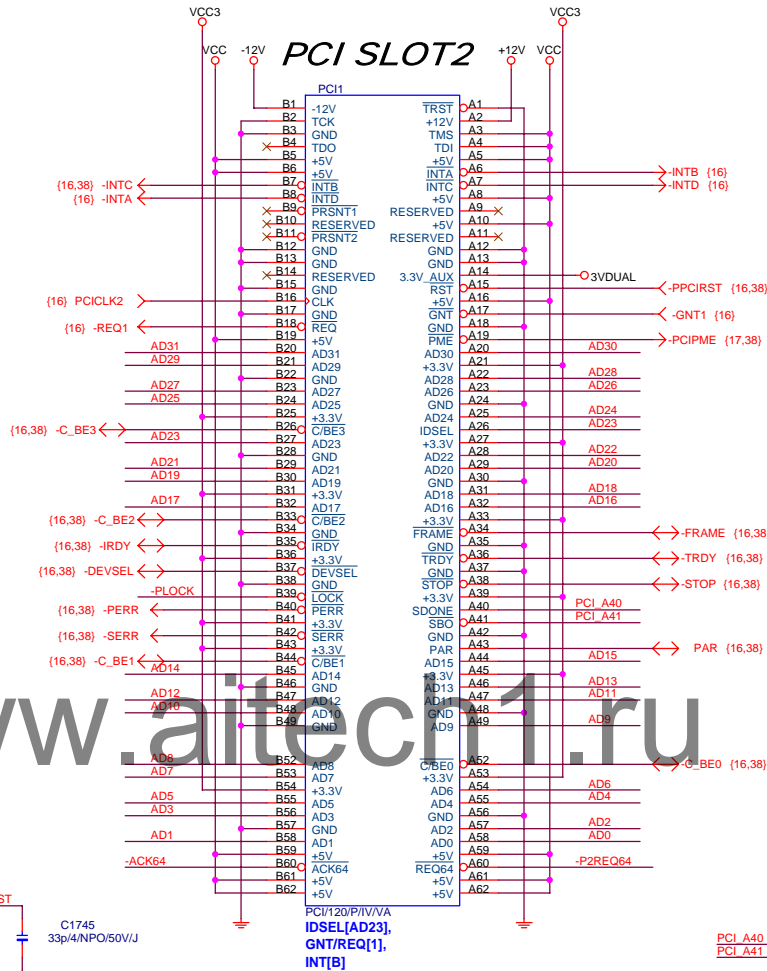 VCC3
VCC3
VCC -12V PCI SLOT2 +12V VCC
PCI1
B1 -12V TRST A1
B2 TCK +12V A2
B3 GND TMS A3
B4 TDO TDI A4
B5 +5V +5V A5
B6 +5V INTA A6 -INTB {16}
{16,38} -INTC B7 INTB INTC A7 -INTD {16}
{16} -INTA B8 INTD +5V A8
B9 PRSNT1 RESERVED A9
B10 RESERVED +5V A10
B11 PRSNT2 RESERVED A11
B12 GND GND A12
B13 GND GND A13
B14 RESERVED 3.3V_AUX A14 3VDUAL
B15 GND RST A15 -PPCIRST {16,38}
{16} PCICLK2 B16 CLK +5V A16
B17 GND GNT A17 -GNT1 {16}
{16} -REQ1 B18 REQ GND A18
B19 +5V PME A19 -PCIPME {17,38}
AD31 B20 AD31 AD30 A20 AD30
AD29 B21 AD29 +3.3V A21
B22 GND AD28 A22 AD28
AD27 B23 AD27 AD26 A23 AD26
AD25 B24 AD25 GND A24
B25 +3.3V AD24 A25 AD24
{16,38} -C_BE3 B26 C/BE3 IDSEL A26 AD23
AD23 B27 AD23 +3.3V A27
B28 GND AD22 A28 AD22
AD21 B29 AD21 AD20 A29 AD20
AD19 B30 AD19 GND A30
B31 +3.3V AD18 A31 AD18
AD17 B32 AD17 AD16 A32 AD16
{16,38} -C_BE2 B33 C/BE2 +3.3V A33
B34 GND FRAME A34 -FRAME {16,38
{16,38} -IRDY B35 IRDY GND A35
B36 +3.3V TRDY A36 -TRDY {16,38}
{16,38} -DEVSEL B37 DEVSEL GND A37
B38 GND STOP A38 -STOP {16,38}
-PLOCK B39 LOCK +3.3V A39
{16,38} -PERR B40 PERR SDONE A40 PCI_A40
B41 +3.3V SBO A41 PCI_A41
{16,38} -SERR B42 SERR GND A42
B43 +3.3V PAR A43 PAR {16,38}
{16,38} -C_BE1 B44 C/BE1 AD15 A44 AD15
AD14 B45 AD14 +3.3V A45
B46 GND AD13 A46 AD13
AD12 B47 AD12 AD11 A47 AD11
AD10 B48 AD10 GND A48
B49 GND AD9 A49 AD9
w.aitech1.ru
AD8 B52 AD8 C/BE0 A52 -C_BE0 {16,38}
AD7 B53 AD7 +3.3V A53
B54 +3.3V AD6 A54 AD6
AD5 B55 AD5 AD4 A55 AD4
AD3 B56 AD3 GND A56
B57 GND AD2 A57 AD2
AD1 B58 AD1 AD0 A58 AD0
B59 +5V +5V A59
-ACK64 B60 ACK64 REQ64 A60 -P2REQ64
B61 +5V +5V A61
B62 +5V +5V A62
ST
C1745
33p/4/NPO/50V/J
PCI/120/P/IV/VA
IDSEL[AD23],
GNT/REQ[1],
INT[B]
PCI_A40
PCI_A41